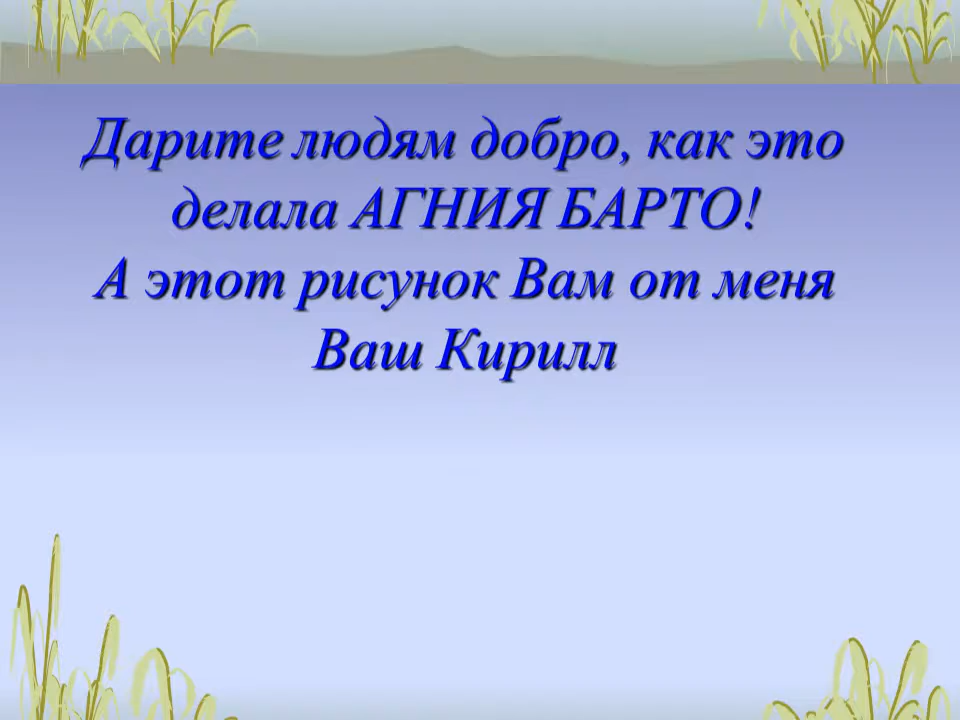 Дарите людям добро, как это
делала АГНИЯ БАРТО!
А этот рисунок Вам от меня
Ваш Кирилл